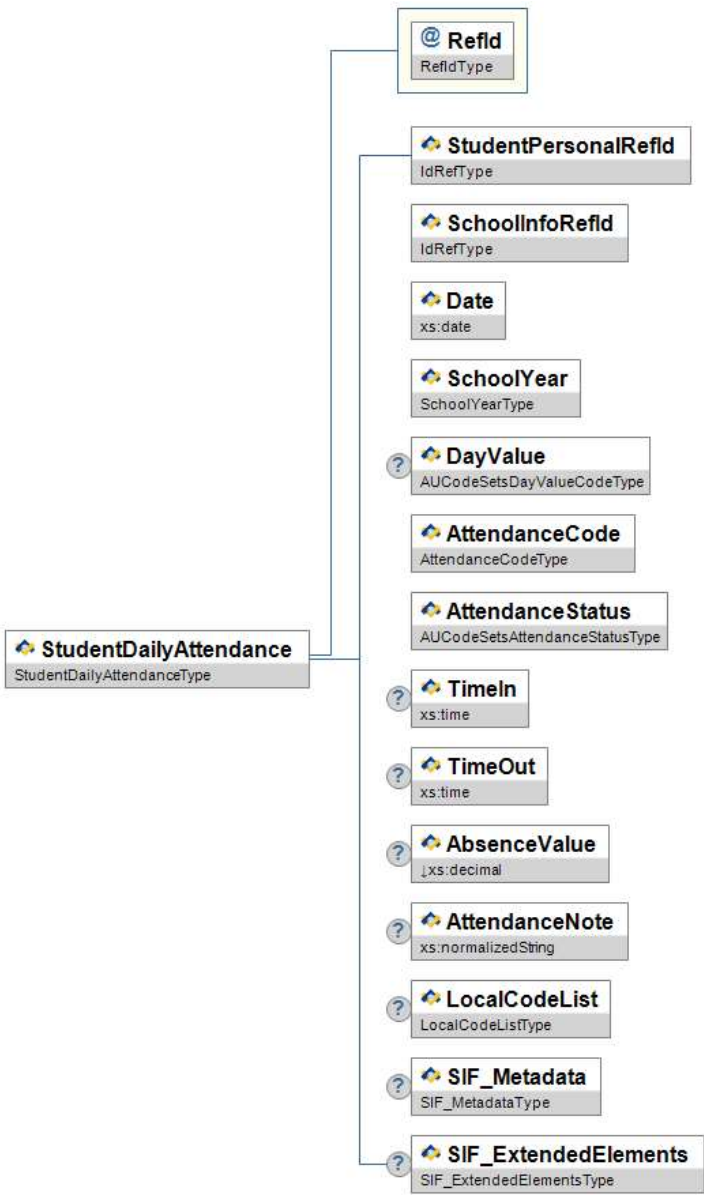 @ RefId
RefIdType
StudentPersonalRefId
IdRefType
SchoolInfoRefId
IdRefType
Date
xs:date
SchoolYear
SchoolYearType
? DayValue
AUCodeSetsDayValueCodeType
AttendanceCode
AttendanceCodeType
AttendanceStatus
AUCodeSetsAttendanceStatusType
StudentDailyAttendance
StudentDailyAttendanceType
? TimeIn
xs:time
? TimeOut
xs:time
? AbsenceValue
↓xs:decimal
? AttendanceNote
xs:normalizedString
? LocalCodeList
LocalCodeListType
? SIF_Metadata
SIF_MetadataType
? SIF_ExtendedElements
SIF_ExtendedElementsType